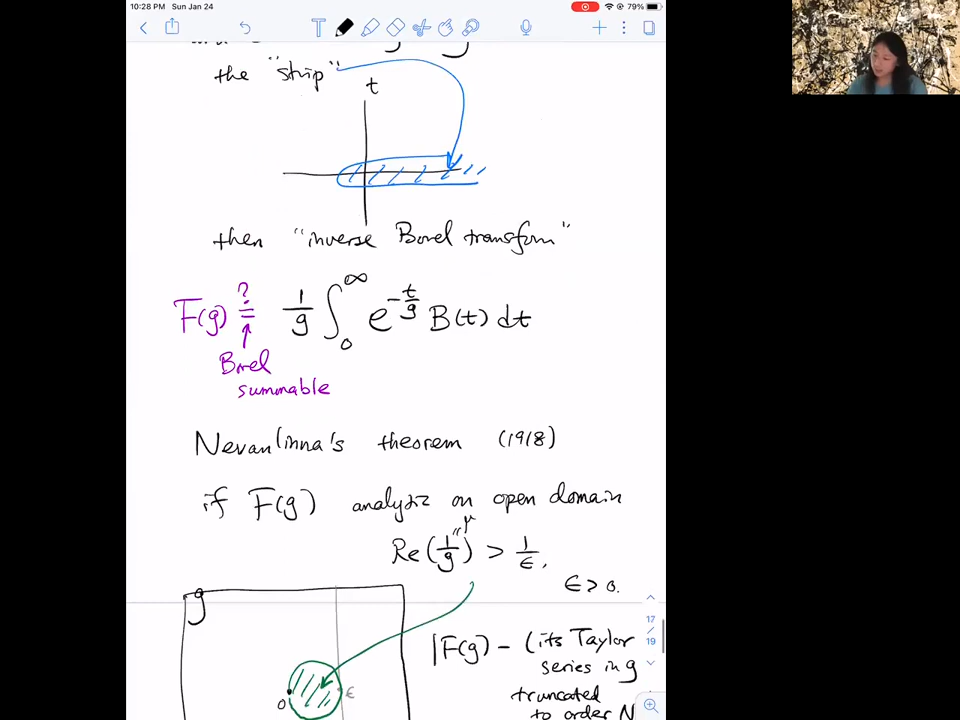 10:28 PM Sun Jan 24
79%
the "strip"
t
then "inverse Borel transform"
F(g) ?= 1/g ∫₀^∞ e^{-t/g} B(t) dt
Borel
summable
Nevanlinna's theorem (1918)
if F(g) analytic on open domain
Re(1/g) > 1/ε,
ε > 0.
g
0
ε
|F(g) – (its Taylor
series in g
truncated
to order N
17
/
19